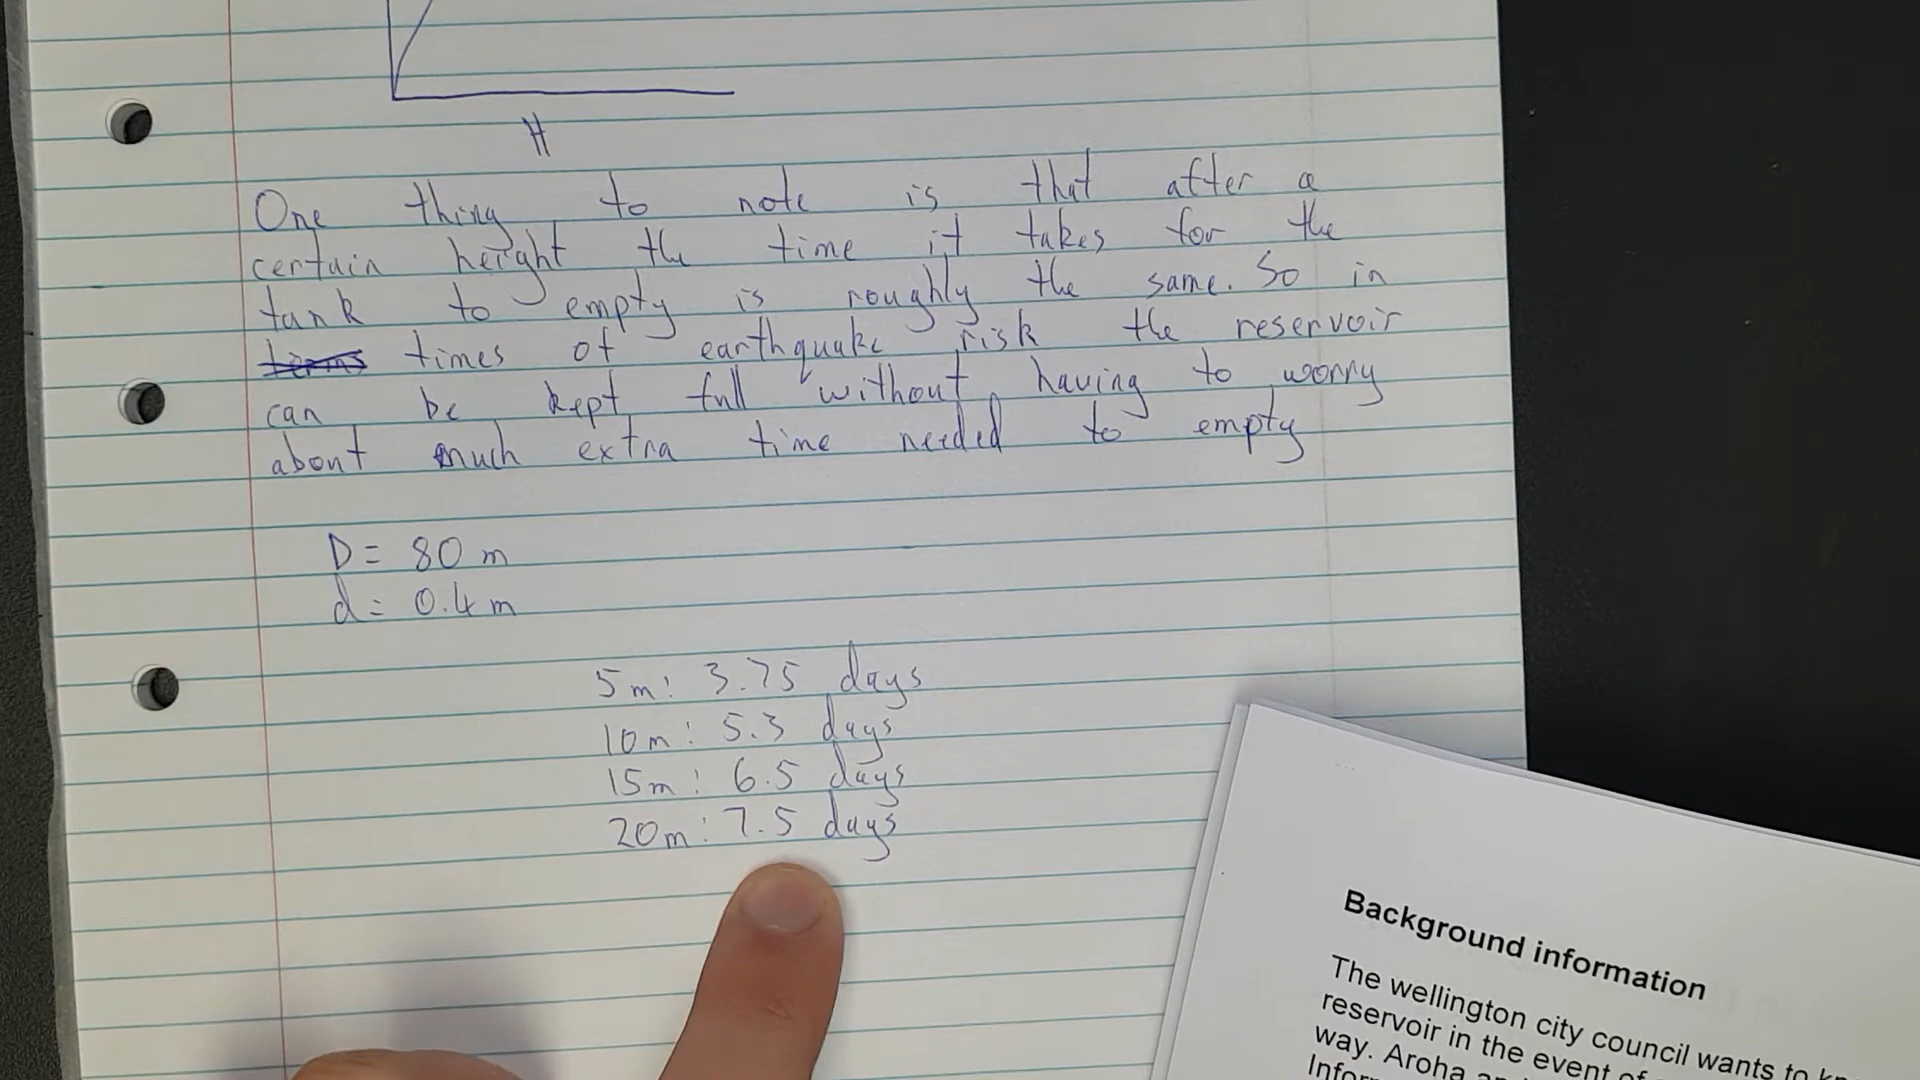 H
One thing to note is that after a
certain height the time it takes for the
tank to empty is roughly the same. So in
times of earthquake risk the reservoir
can be kept full without having to worry
about much extra time needed to empty
D = 80 m
d = 0.4 m
5m: 3.75 days
10m: 5.3 days
15m: 6.5 days
20m: 7.5 days
Background information
The wellington city council wants to
reservoir in the event of
way. Aroha